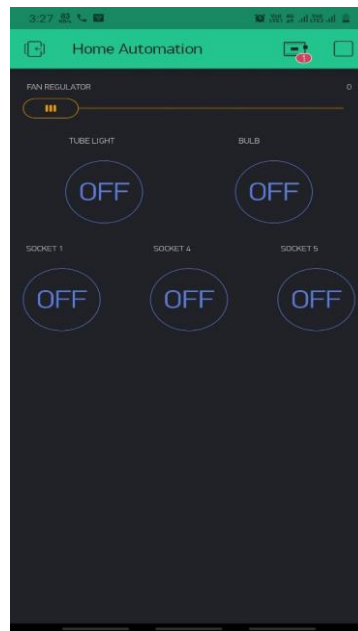 3:27
Home Automation
1
FAN REGULATOR 0
TUBE LIGHT BULB
OFF OFF
SOCKET 1 SOCKET 4 SOCKET 5
OFF OFF OFF